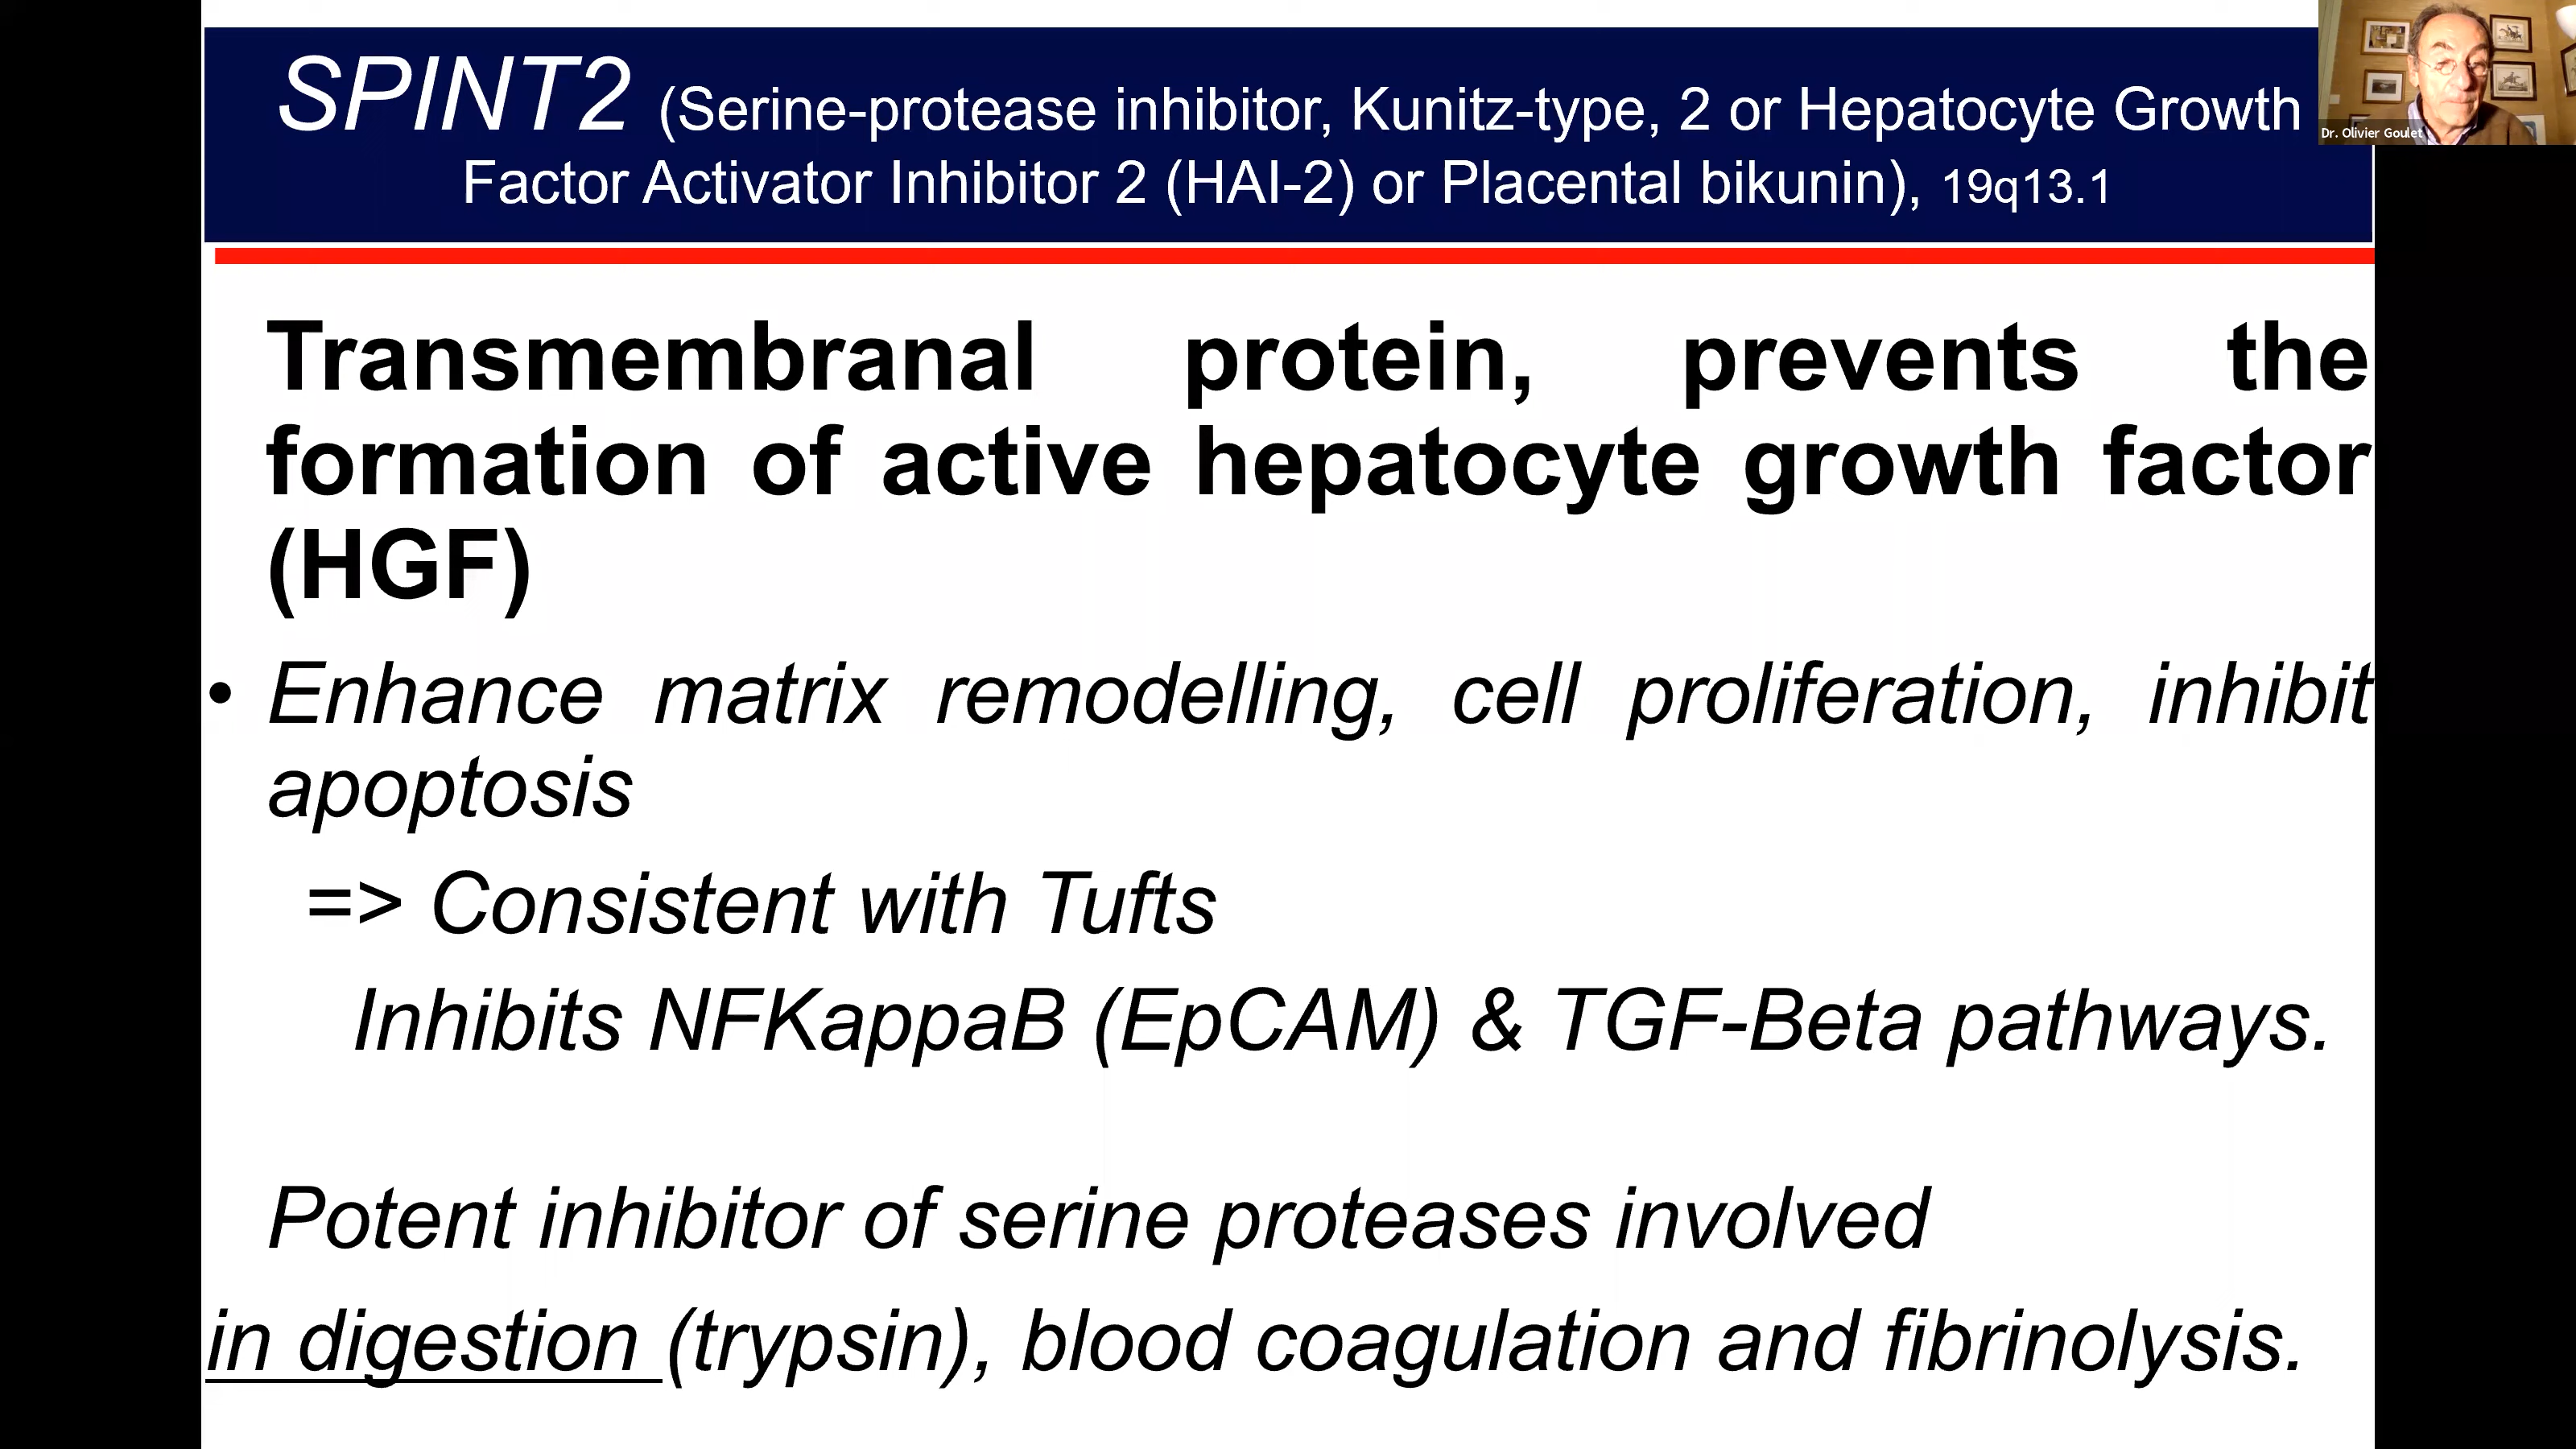 SPINT2 (Serine-protease inhibitor, Kunitz-type, 2 or Hepatocyte Growth
Factor Activator Inhibitor 2 (HAI-2) or Placental bikunin), 19q13.1
Dr. Olivier Goulet
Transmembranal protein, prevents the
formation of active hepatocyte growth factor
(HGF)
• Enhance matrix remodelling, cell proliferation, inhibit
apoptosis
=> Consistent with Tufts
Inhibits NFKappaB (EpCAM) & TGF-Beta pathways.
Potent inhibitor of serine proteases involved
in digestion (trypsin), blood coagulation and fibrinolysis.